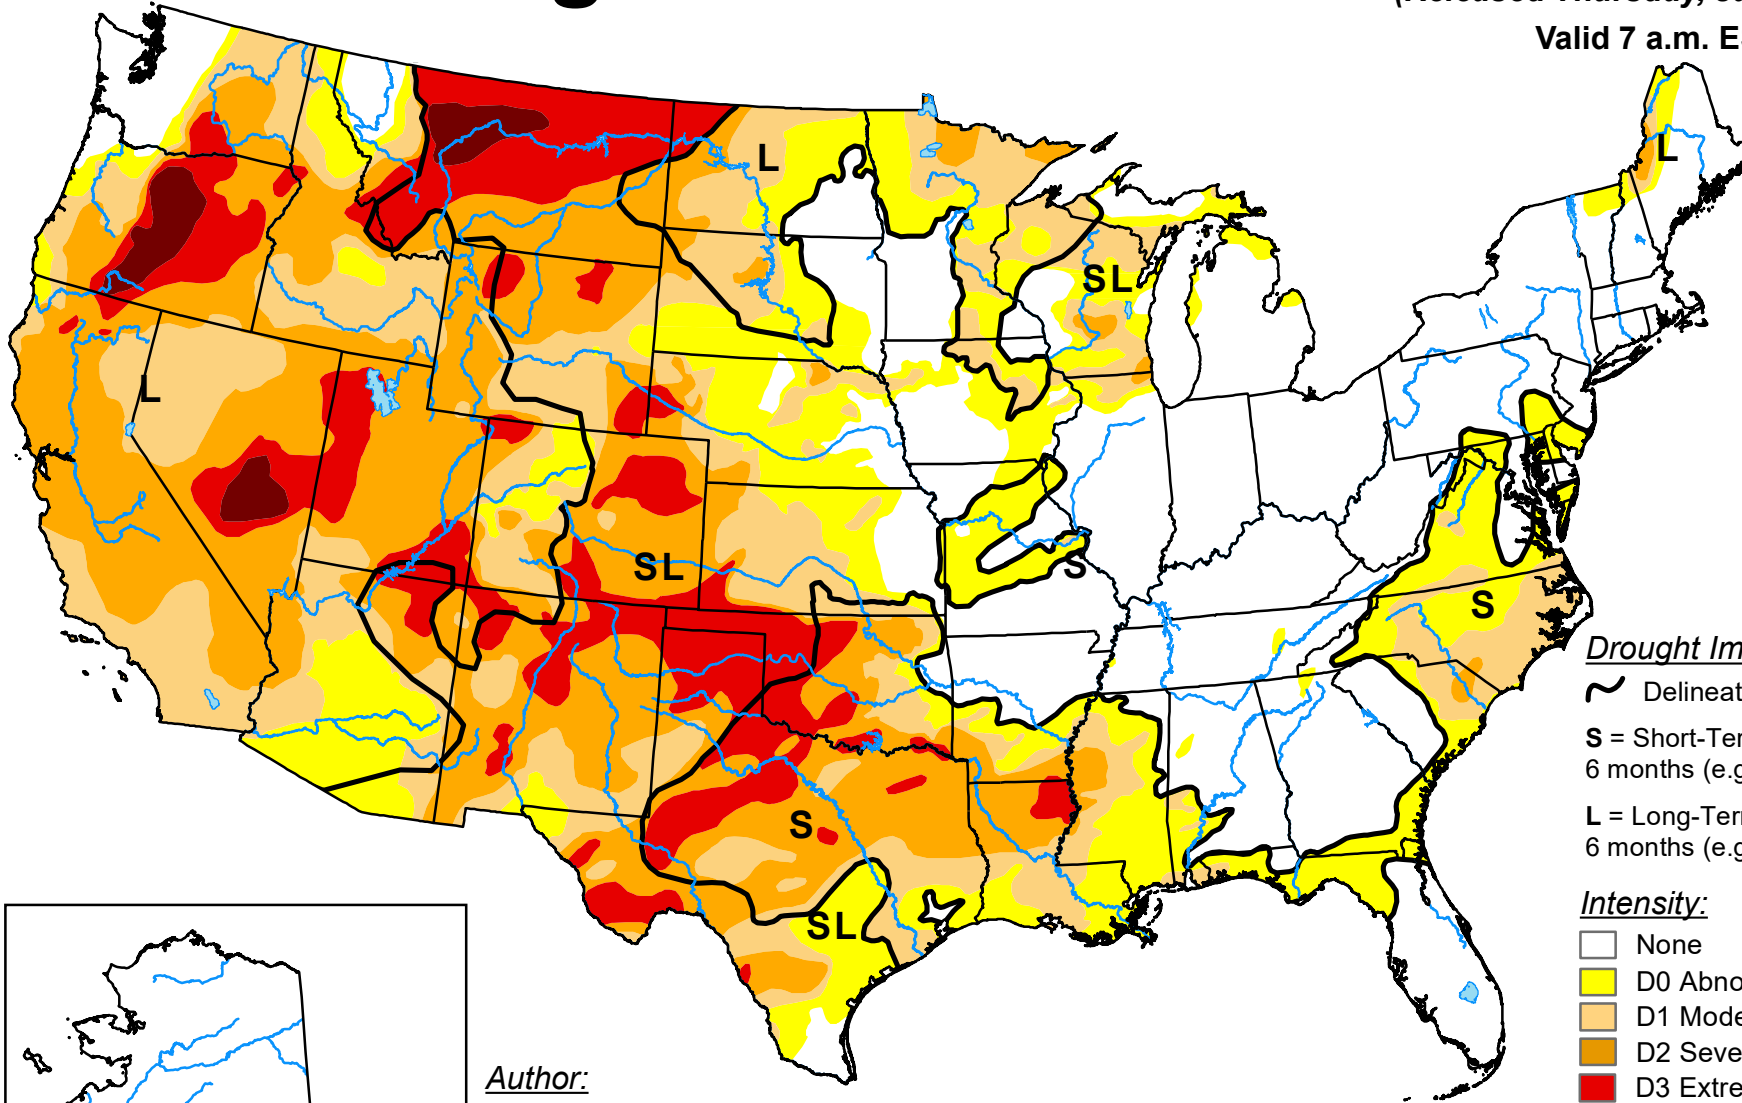 Valid 7 a.m. E
L
L
SL
L
SL
S
S
S
SL
Drought Im
Delineat
S = Short-Ter
6 months (e.g
L = Long-Terr
6 months (e.g
Intensity:
None
D0 Abno
D1 Mode
D2 Seve
D3 Extre
Author: